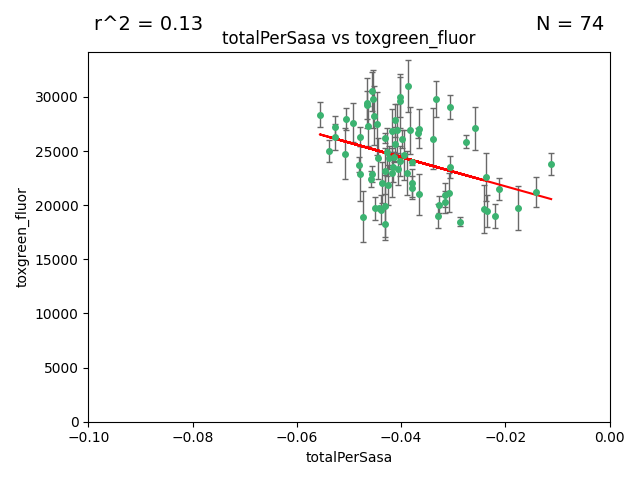 r^2 = 0.13
N = 74
totalPerSasa vs toxgreen_fluor
toxgreen_fluor
30000
25000
20000
15000
10000
5000
0
−0.10
−0.08
−0.06
−0.04
−0.02
0.00
totalPerSasa